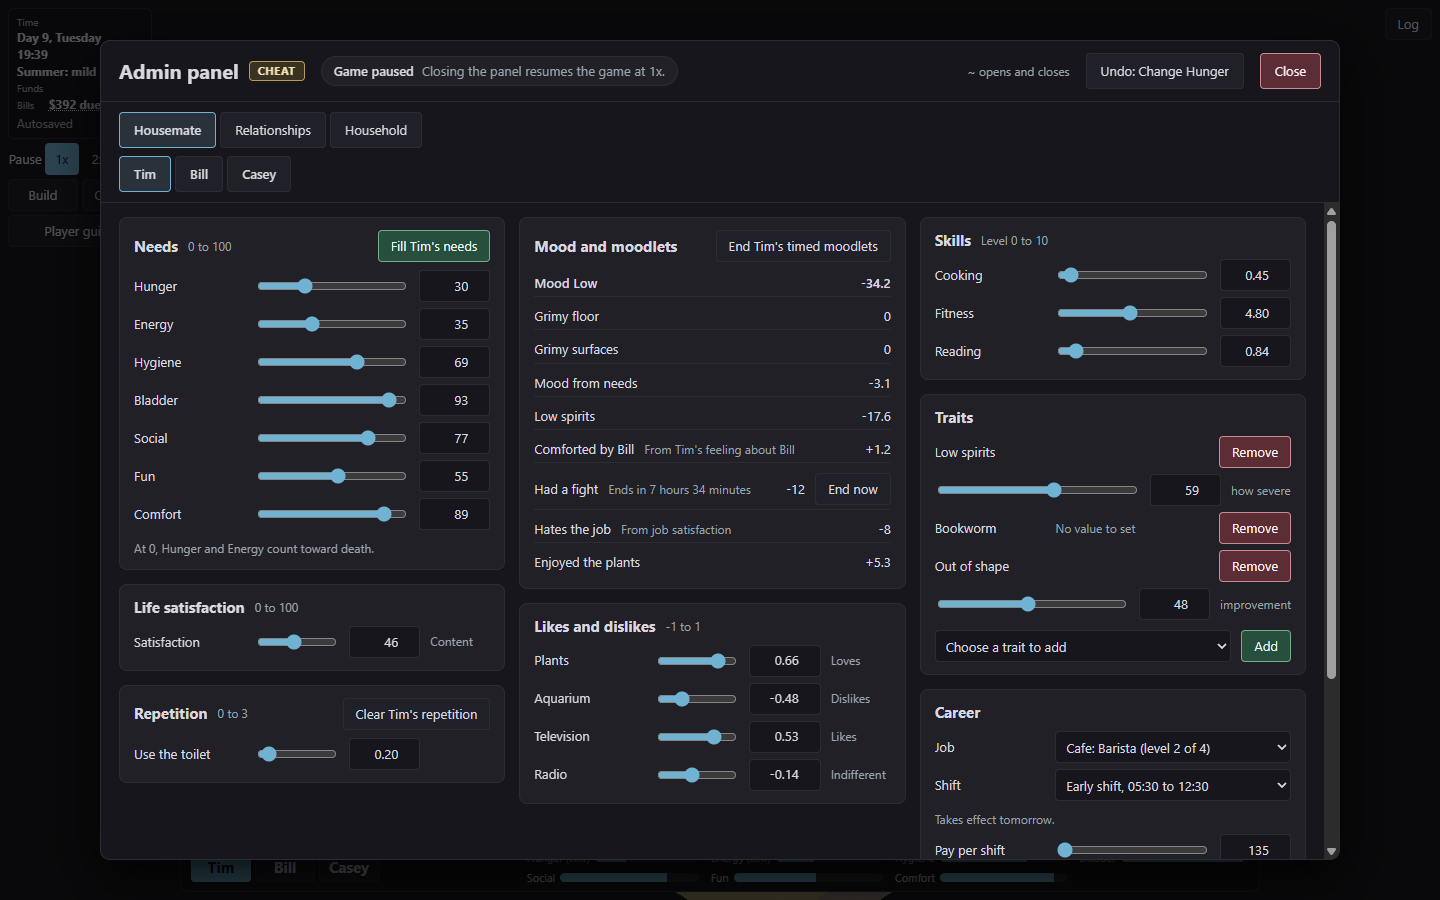 Time
Day 9, Tuesday
19:39
Summer: mild
Funds
Bills $392 due
Autosaved
Pause 1x 2
Build C
Player gui
Log
Admin panel CHEAT Game paused Closing the panel resumes the game at 1x. ~ opens and closes Undo: Change Hunger Close
Housemate Relationships Household
Tim Bill Casey
Needs 0 to 100 Fill Tim's needs
Hunger 30
Energy 35
Hygiene 69
Bladder 93
Social 77
Fun 55
Comfort 89
At 0, Hunger and Energy count toward death.
Life satisfaction 0 to 100
Satisfaction 46 Content
Repetition 0 to 3 Clear Tim's repetition
Use the toilet 0.20
Mood and moodlets End Tim's timed moodlets
Mood Low -34.2
Grimy floor 0
Grimy surfaces 0
Mood from needs -3.1
Low spirits -17.6
Comforted by Bill From Tim's feeling about Bill +1.2
Had a fight Ends in 7 hours 34 minutes -12 End now
Hates the job From job satisfaction -8
Enjoyed the plants +5.3
Likes and dislikes -1 to 1
Plants 0.66 Loves
Aquarium -0.48 Dislikes
Television 0.53 Likes
Radio -0.14 Indifferent
Skills Level 0 to 10
Cooking 0.45
Fitness 4.80
Reading 0.84
Traits
Low spirits Remove
59 how severe
Bookworm No value to set Remove
Out of shape Remove
48 improvement
Choose a trait to add Add
Career
Job Cafe: Barista (level 2 of 4)
Shift Early shift, 05:30 to 12:30
Takes effect tomorrow.
Pay per shift 135
Tim Bill Casey
Social Fun Comfort